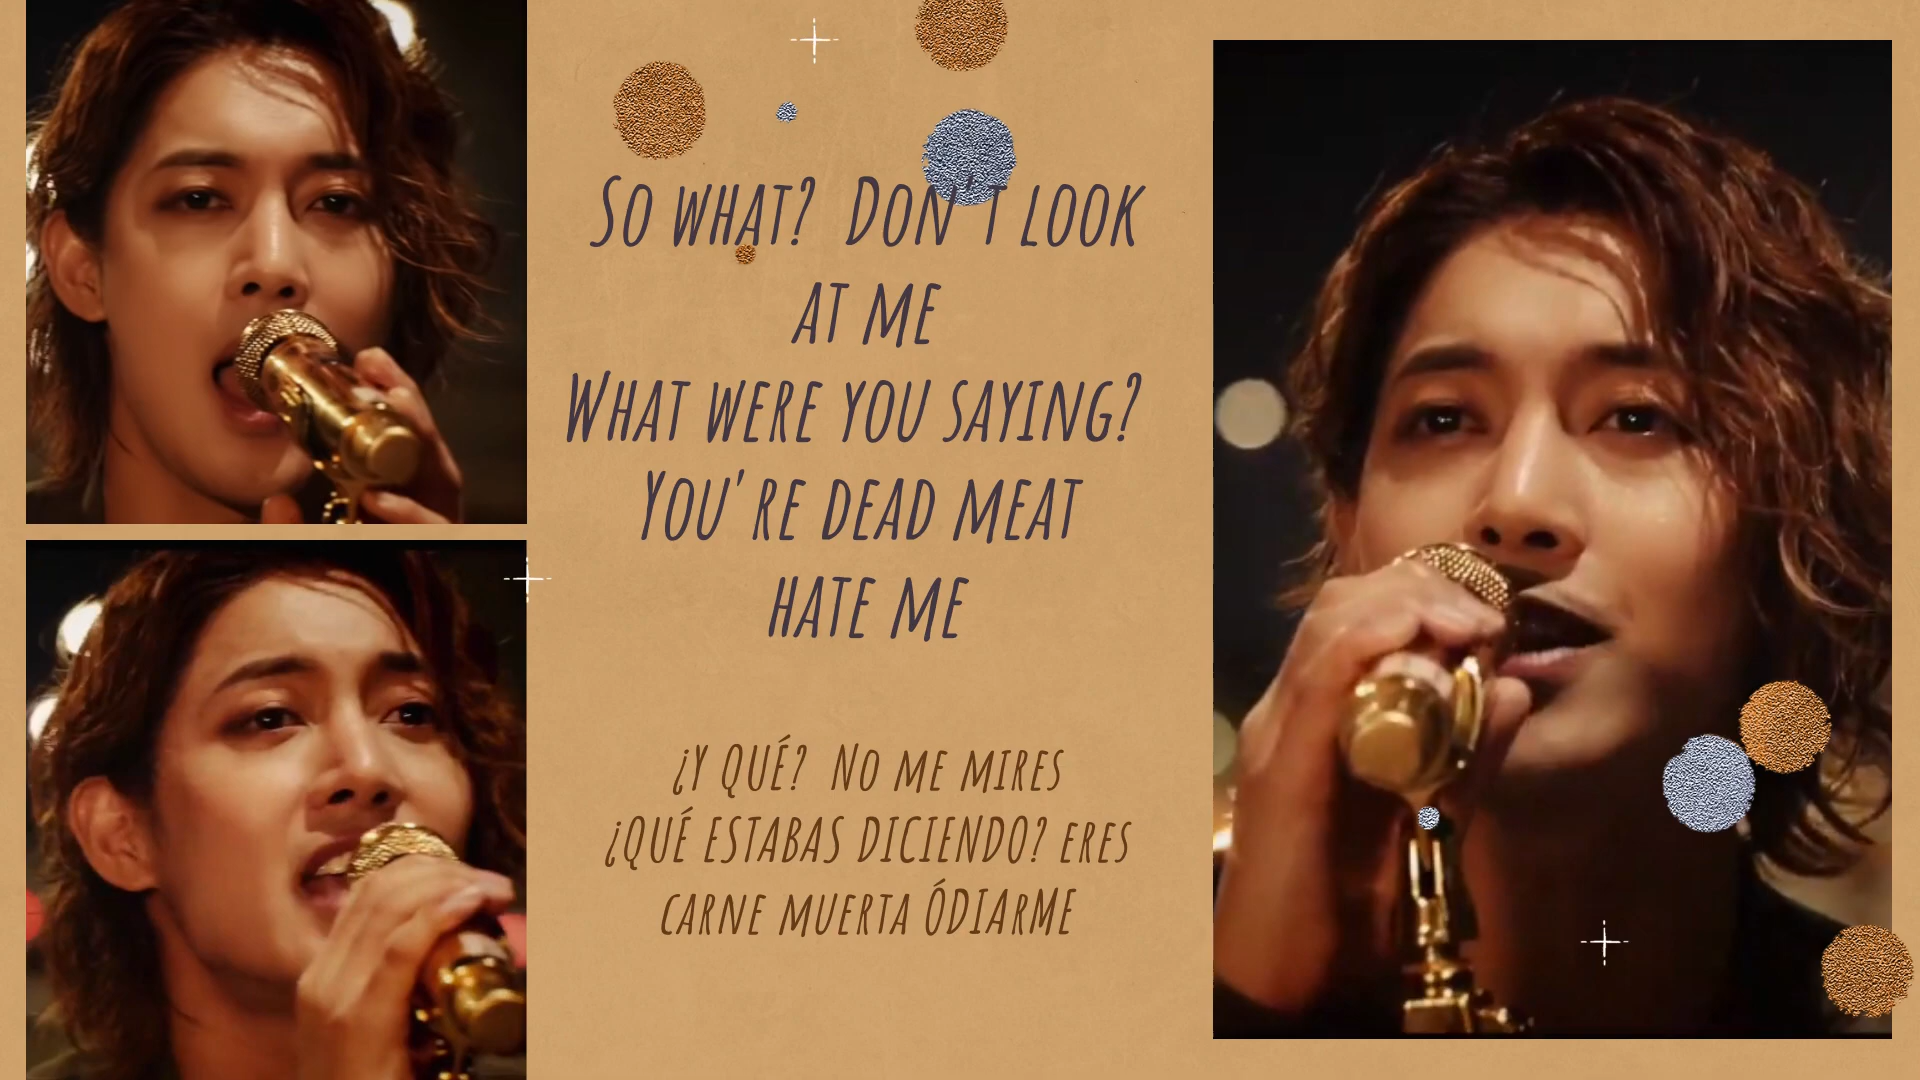 So what? Don't look
at me
What were you saying?
You're dead meat
hate me
¿Y QUÉ? No me mires
¿QUÉ ESTABAS DICIENDO? eres
carne muerta ÓDIArME